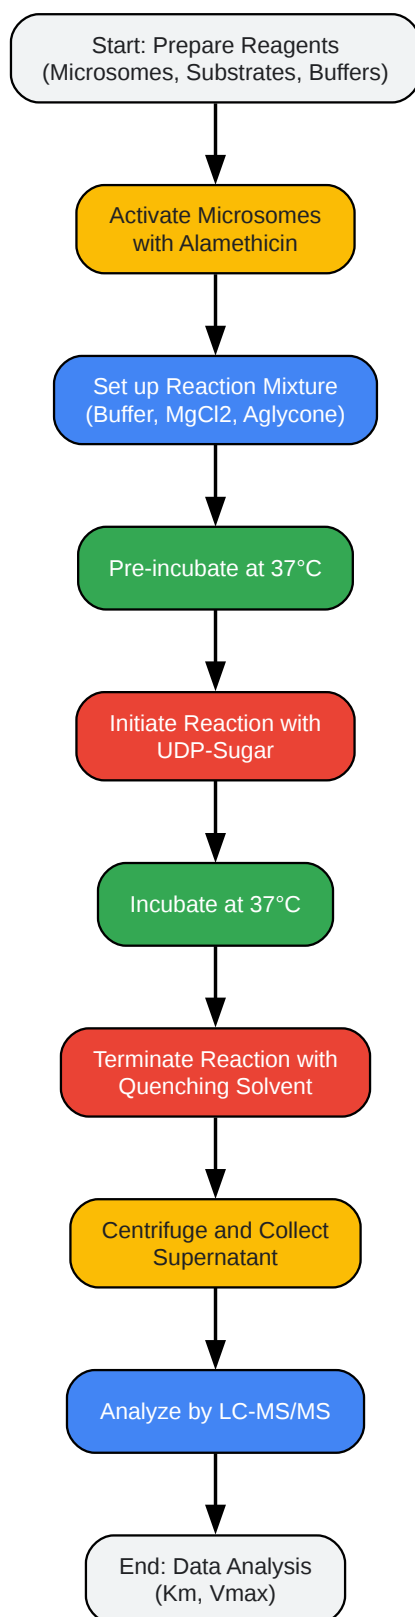 Start: Prepare Reagents
(Microsomes, Substrates, Buffers)
Activate Microsomes
with Alamethicin
Set up Reaction Mixture
(Buffer, MgCl2, Aglycone)
Pre-incubate at 37°C
Initiate Reaction with
UDP-Sugar
Incubate at 37°C
Terminate Reaction with
Quenching Solvent
Centrifuge and Collect
Supernatant
Analyze by LC-MS/MS
End: Data Analysis
(Km, Vmax)